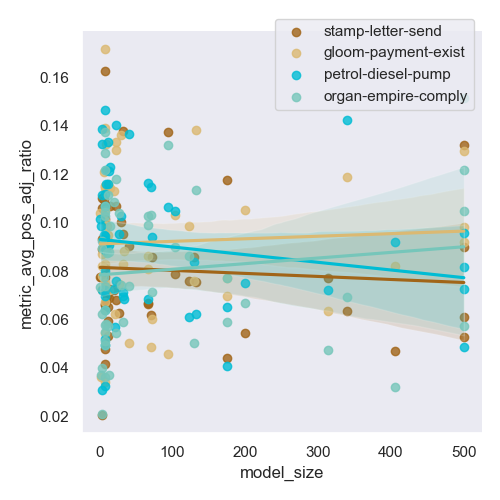 stamp-letter-send
gloom-payment-exist
petrol-diesel-pump
organ-empire-comply
0.16
0.14
0.12
0.10
0.08
0.06
0.04
0.02
metric_avg_pos_adj_ratio
0 100 200 300 400 500
model_size